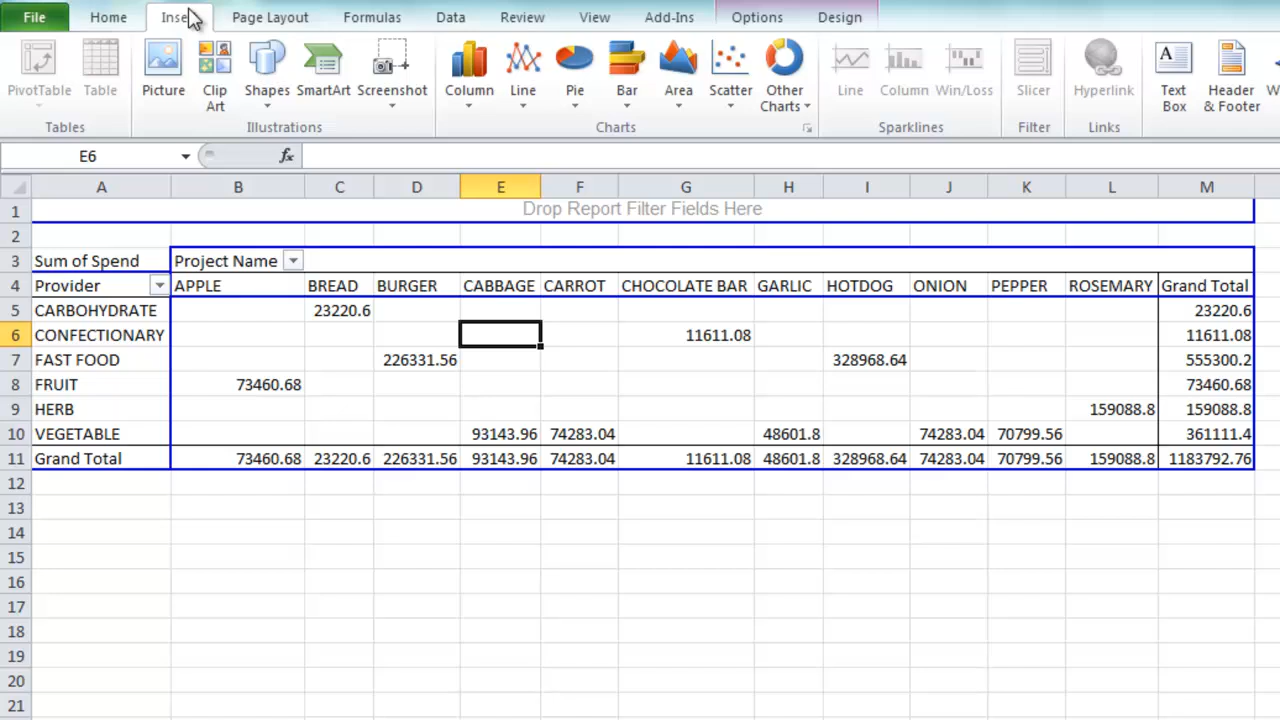 File Home Inse Page Layout Formulas Data Review View Add-Ins Options Design
PivotTable Table Picture Clip Art Shapes SmartArt Screenshot Column Line Pie Bar Area Scatter Other Charts Line Column Win/Loss Slicer Hyperlink Text Box Header & Footer
Tables Illustrations Charts Sparklines Filter Links Text
E6 fx
A B C D E F G H I J K L M
1 Drop Report Filter Fields Here
2
3 Sum of Spend Project Name
4 Provider APPLE BREAD BURGER CABBAGE CARROT CHOCOLATE BAR GARLIC HOTDOG ONION PEPPER ROSEMARY Grand Total
5 CARBOHYDRATE 23220.6 23220.6
6 CONFECTIONARY 11611.08 11611.08
7 FAST FOOD 226331.56 328968.64 555300.2
8 FRUIT 73460.68 73460.68
9 HERB 159088.8 159088.8
10 VEGETABLE 93143.96 74283.04 48601.8 74283.04 70799.56 361111.4
11 Grand Total 73460.68 23220.6 226331.56 93143.96 74283.04 11611.08 48601.8 328968.64 74283.04 70799.56 159088.8 1183792.76
12
13
14
15
16
17
18
19
20
21